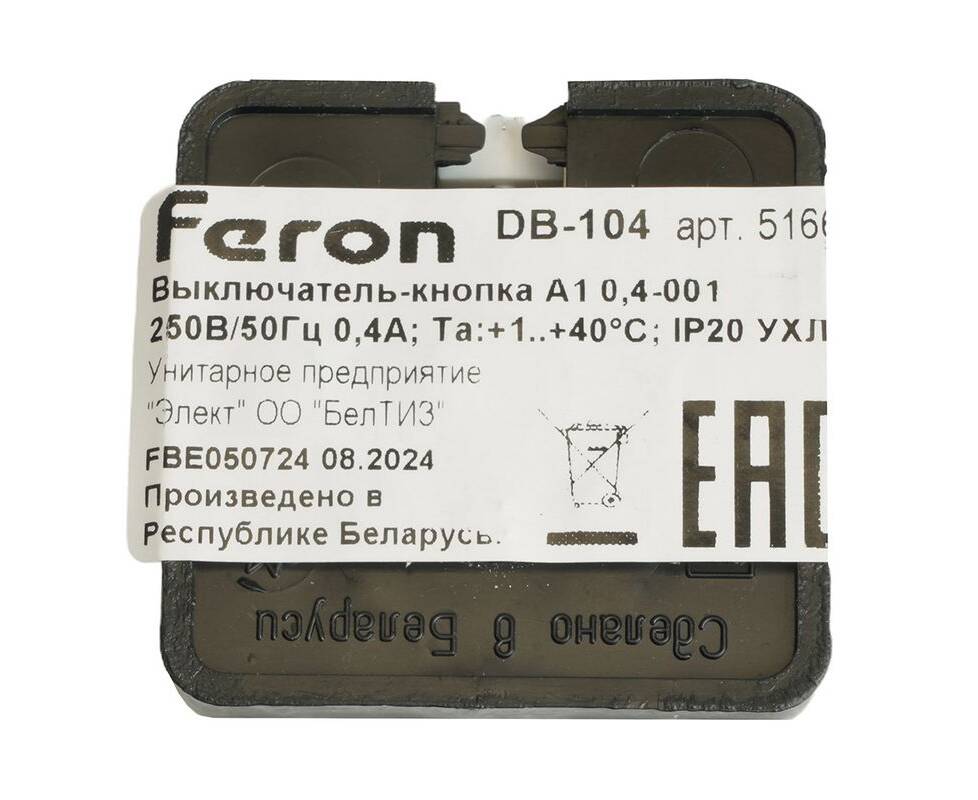 Feron DB-104 арт. 5166
Выключатель-кнопка А1 0,4-001
250В/50Гц 0,4А; Та:+1..+40°С; IP20 УХЛ
Унитарное предприятие
"Элект" ОО "БелТИЗ"
FBE050724 08.2024
Произведено в
Республике Беларусь.
EAC
Сделано в Беларуси